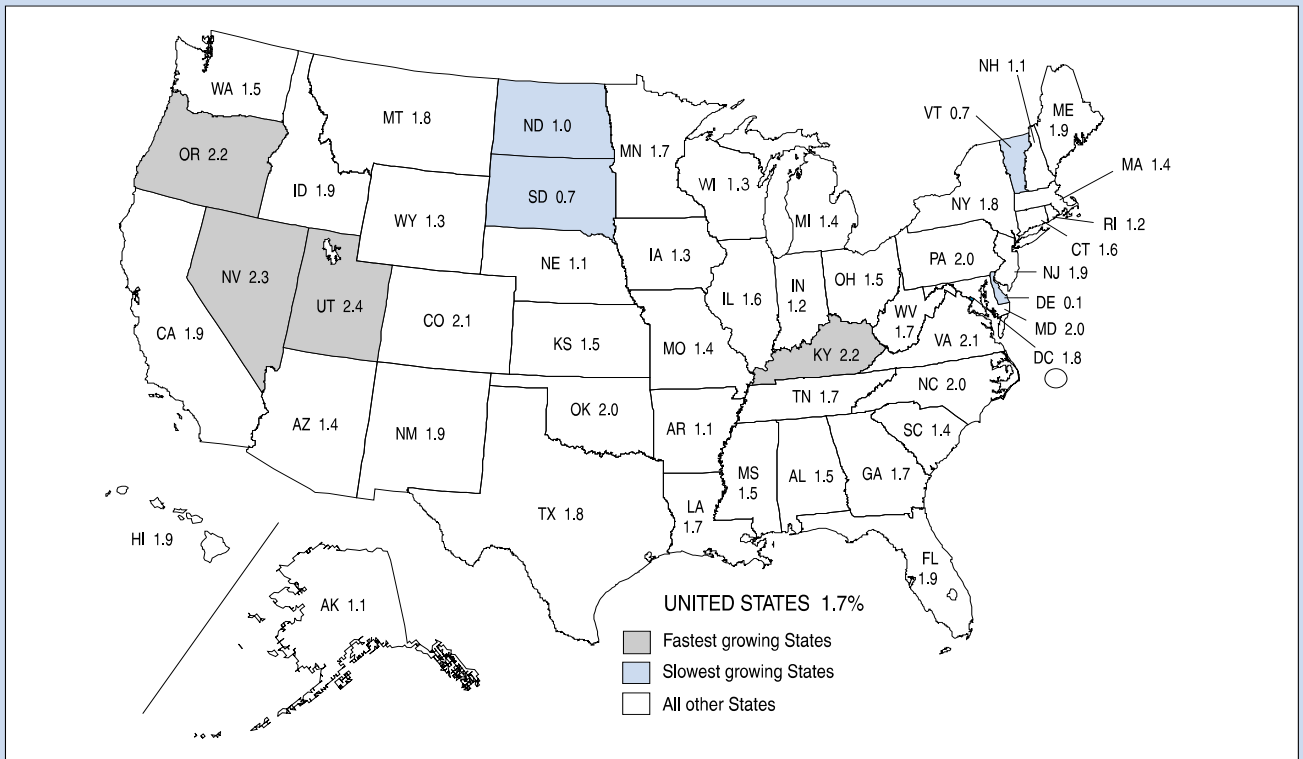 NH 1.1
WA 1.5
MT 1.8
ND 1.0
VT 0.7
ME
1.9
OR 2.2
MN 1.7
MA 1.4
ID 1.9
WI 1.3
SD 0.7
WY 1.3
MI 1.4
NY 1.8
RI 1.2
CT 1.6
NE 1.1
IA 1.3
PA 2.0
NJ 1.9
NV 2.3
UT 2.4
IL 1.6
IN
1.2
OH 1.5
DE 0.1
CA 1.9
CO 2.1
WV
1.7
MD 2.0
KS 1.5
MO 1.4
KY 2.2
VA 2.1
DC 1.8
NC 2.0
TN 1.7
OK 2.0
AZ 1.4
NM 1.9
AR 1.1
SC 1.4
MS
1.5
AL 1.5
GA 1.7
TX 1.8
LA
1.7
HI 1.9
FL
1.9
AK 1.1
UNITED STATES 1.7%
Fastest growing States
Slowest growing States
All other States